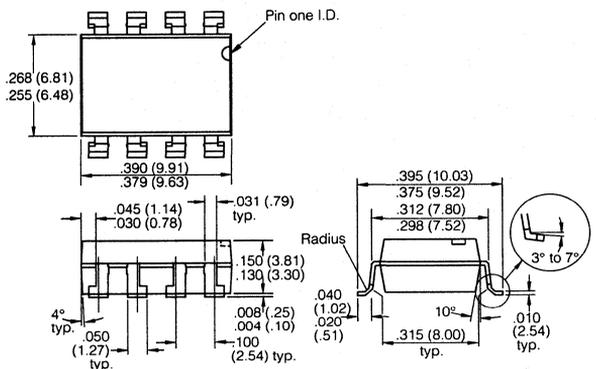 Pin one I.D.
.268 (6.81)
.255 (6.48)
.390 (9.91)
.379 (9.63)
.045 (1.14)
.030 (0.78)
.031 (.79)
typ.
.150 (3.81)
.130 (3.30)
4°
typ.
.050
(1.27) typ.
.008 (.25)
.004 (.10)
.100
(2.54) typ.
.395 (10.03)
.375 (9.52)
.312 (7.80)
.298 (7.52)
Radius
3° to 7°
.040
(1.02)
.020
(.51)
10°
.315 (8.00)
typ.
.010
(2.54)
typ.